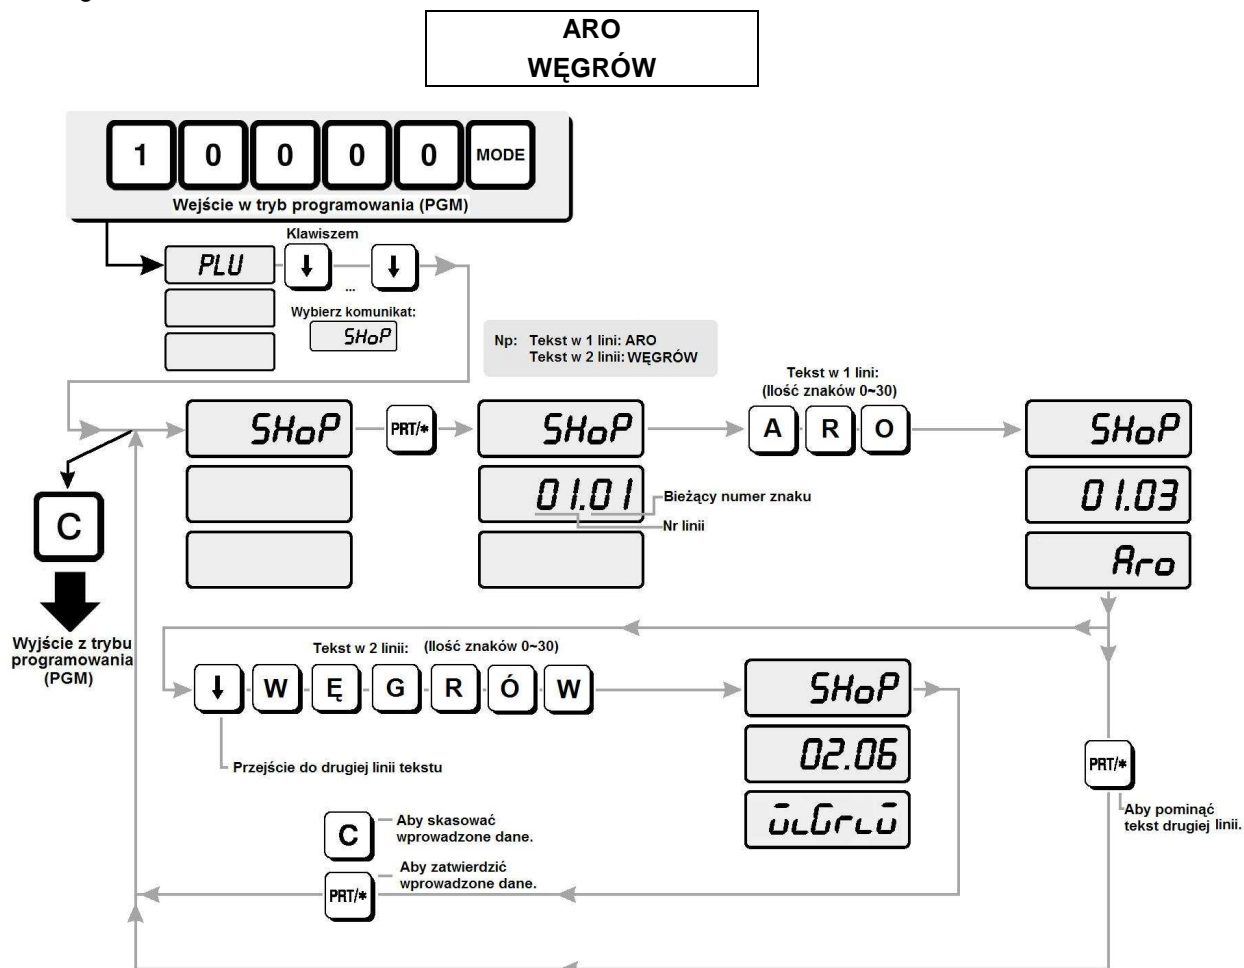 ARO
WĘGRÓW
1 0 0 0 0 MODE
Wejście w tryb programowania (PGM)
Klawiszem
PLU ↓ ... ↓
Wybierz komunikat:
SHoP
Np: Tekst w 1 lini: ARO
Tekst w 2 linii: WĘGRÓW
Tekst w 1 lini:
(Ilość znaków 0~30)
SHoP PRT/* SHoP A R O SHoP
01.01 01.03
Bieżący numer znaku
Nr linii
Aro
C
Wyjście z trybu
programowania
(PGM)
Tekst w 2 linii: (Ilość znaków 0~30)
↓ W Ę G R Ó W SHoP
02.06
Przejście do drugiej linii tekstu
PRT/*
Aby pominąć
tekst drugiej linii.
C
Aby skasować
wprowadzone dane.
PRT/*
Aby zatwierdzić
wprowadzone dane.